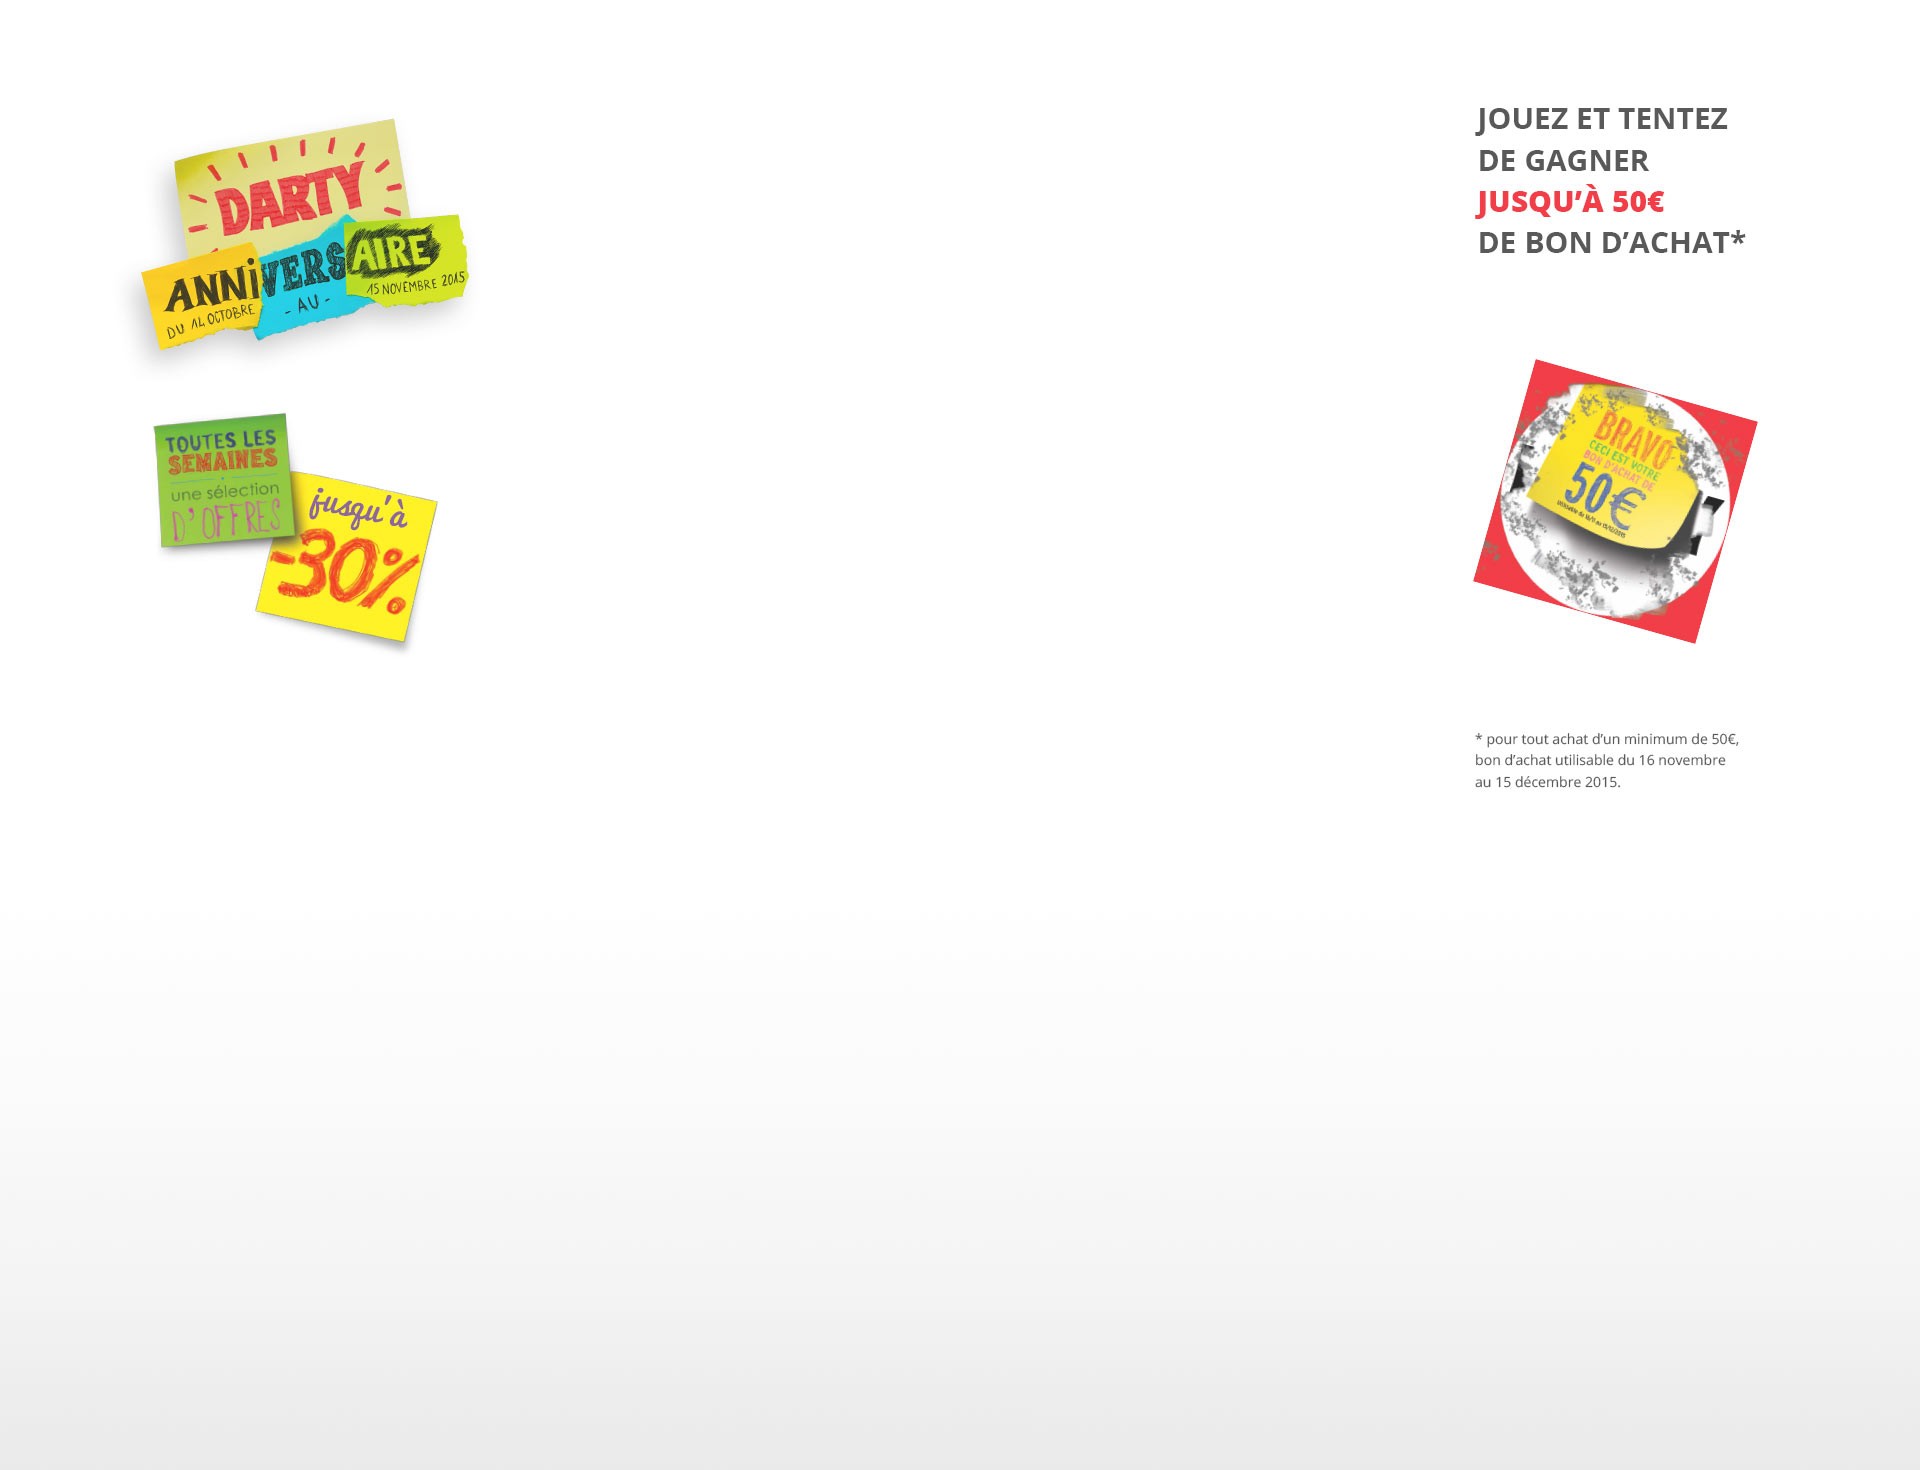 DARTY
ANNIVERSAIRE
DU 14 OCTOBRE - AU - 15 NOVEMBRE 2015
TOUTES LES
SEMAINES
une sélection
D'OFFRES
jusqu'à
-30%
JOUEZ ET TENTEZ
DE GAGNER
JUSQU'À 50€
DE BON D'ACHAT*
BRAVO
CECI EST VOTRE
BON D'ACHAT DE
50€
* pour tout achat d'un minimum de 50€,
bon d'achat utilisable du 16 novembre
au 15 décembre 2015.